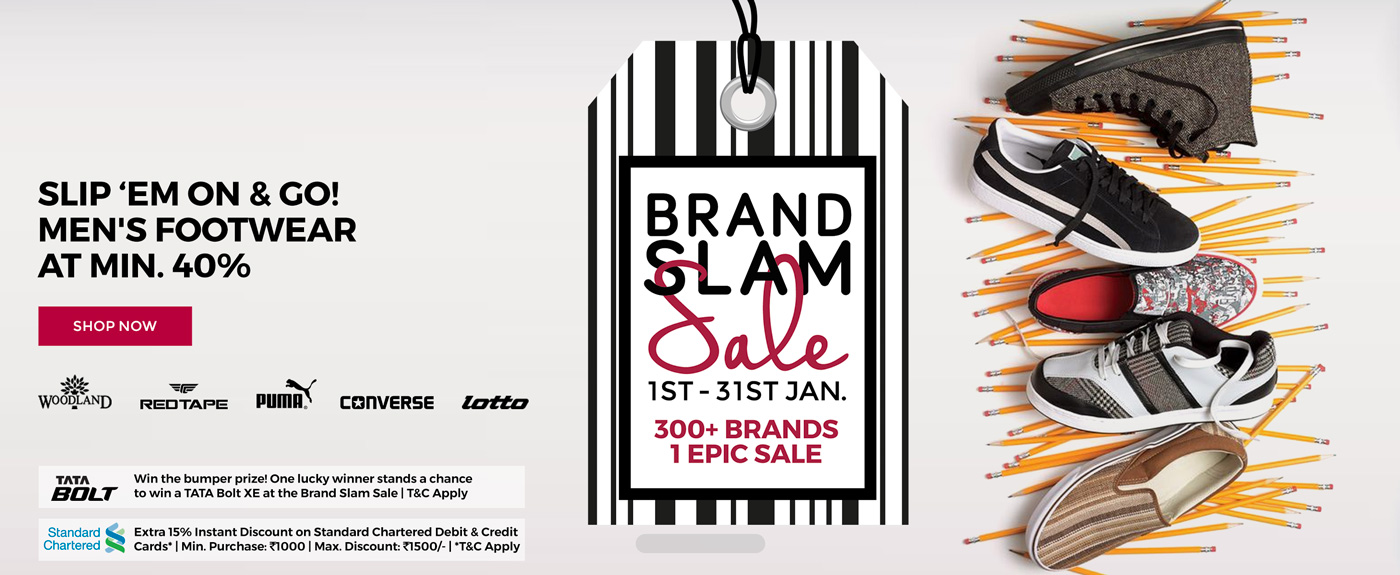 SLIP ‘EM ON & GO!
MEN'S FOOTWEAR
AT MIN. 40%
SHOP NOW
WOODLAND
REDTAPE
PUMA
CONVERSE
lotto
TATA
BOLT
Win the bumper prize! One lucky winner stands a chance
to win a TATA Bolt XE at the Brand Slam Sale | T&C Apply
Standard
Chartered
Extra 15% Instant Discount on Standard Chartered Debit & Credit
Cards* | Min. Purchase: ₹1000 | Max. Discount: ₹1500/- | *T&C Apply
BRAND
SLAM
Sale
1ST - 31ST JAN.
300+ BRANDS
1 EPIC SALE